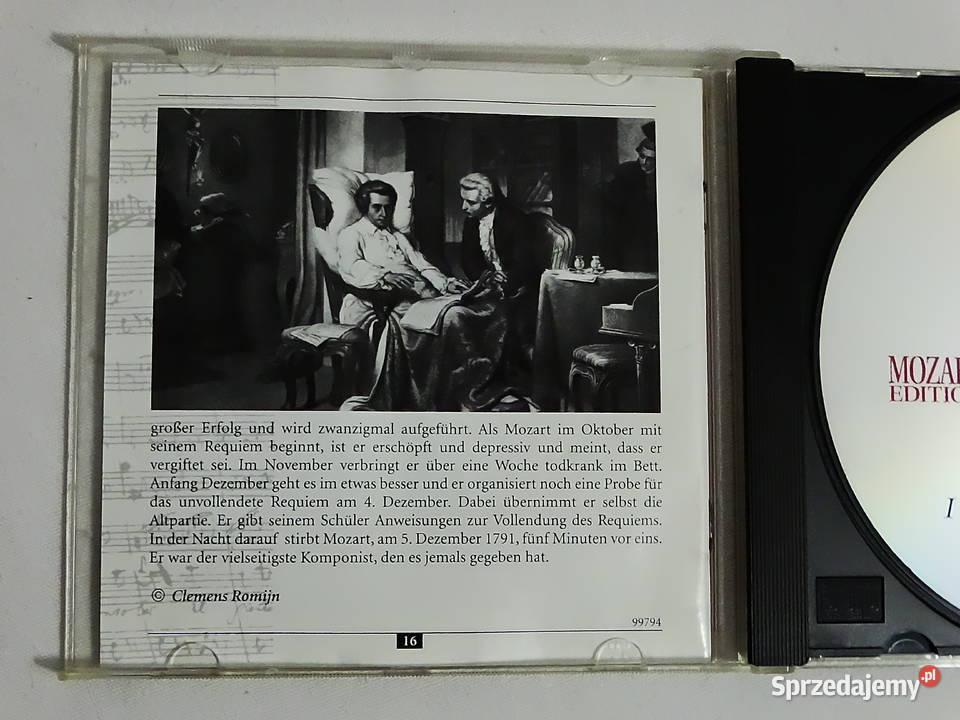 großer Erfolg und wird zwanzigmal aufgeführt. Als Mozart im Oktober mit
seinem Requiem beginnt, ist er erschöpft und depressiv und meint, dass er
vergiftet sei. Im November verbringt er über eine Woche todkrank im Bett.
Anfang Dezember geht es im etwas besser und er organisiert noch eine Probe für
das unvollendete Requiem am 4. Dezember. Dabei übernimmt er selbst die
Altpartie. Er gibt seinem Schüler Anweisungen zur Vollendung des Requiems.
In der Nacht darauf stirbt Mozart, am 5. Dezember 1791, fünf Minuten vor eins.
Er war der vielseitigste Komponist, den es jemals gegeben hat.
© Clemens Romijn
99794
16
MOZAR
EDITIO
I
Sprzedajemy.pl